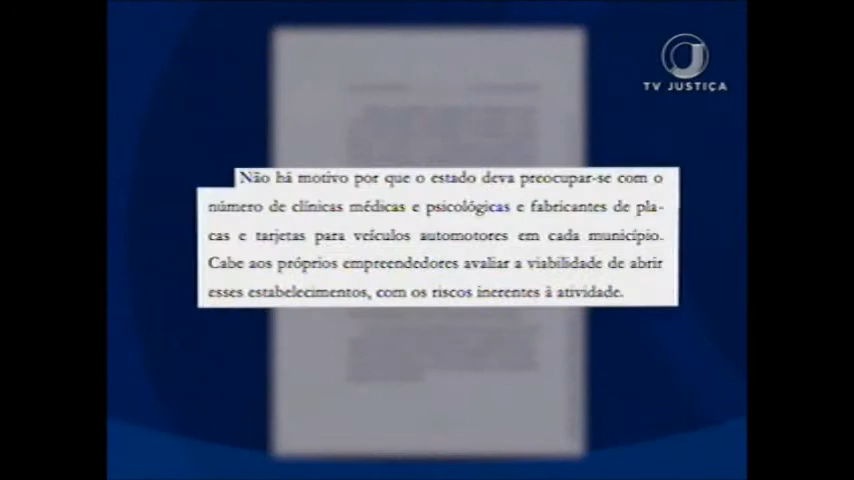 TV JUSTIÇA
Não há motivo por que o estado deva preocupar-se com o
número de clínicas médicas e psicológicas e fabricantes de pla-
cas e tarjetas para veículos automotores em cada município.
Cabe aos próprios empreendedores avaliar a viabilidade de abrir
esses estabelecimentos, com os riscos inerentes à atividade.